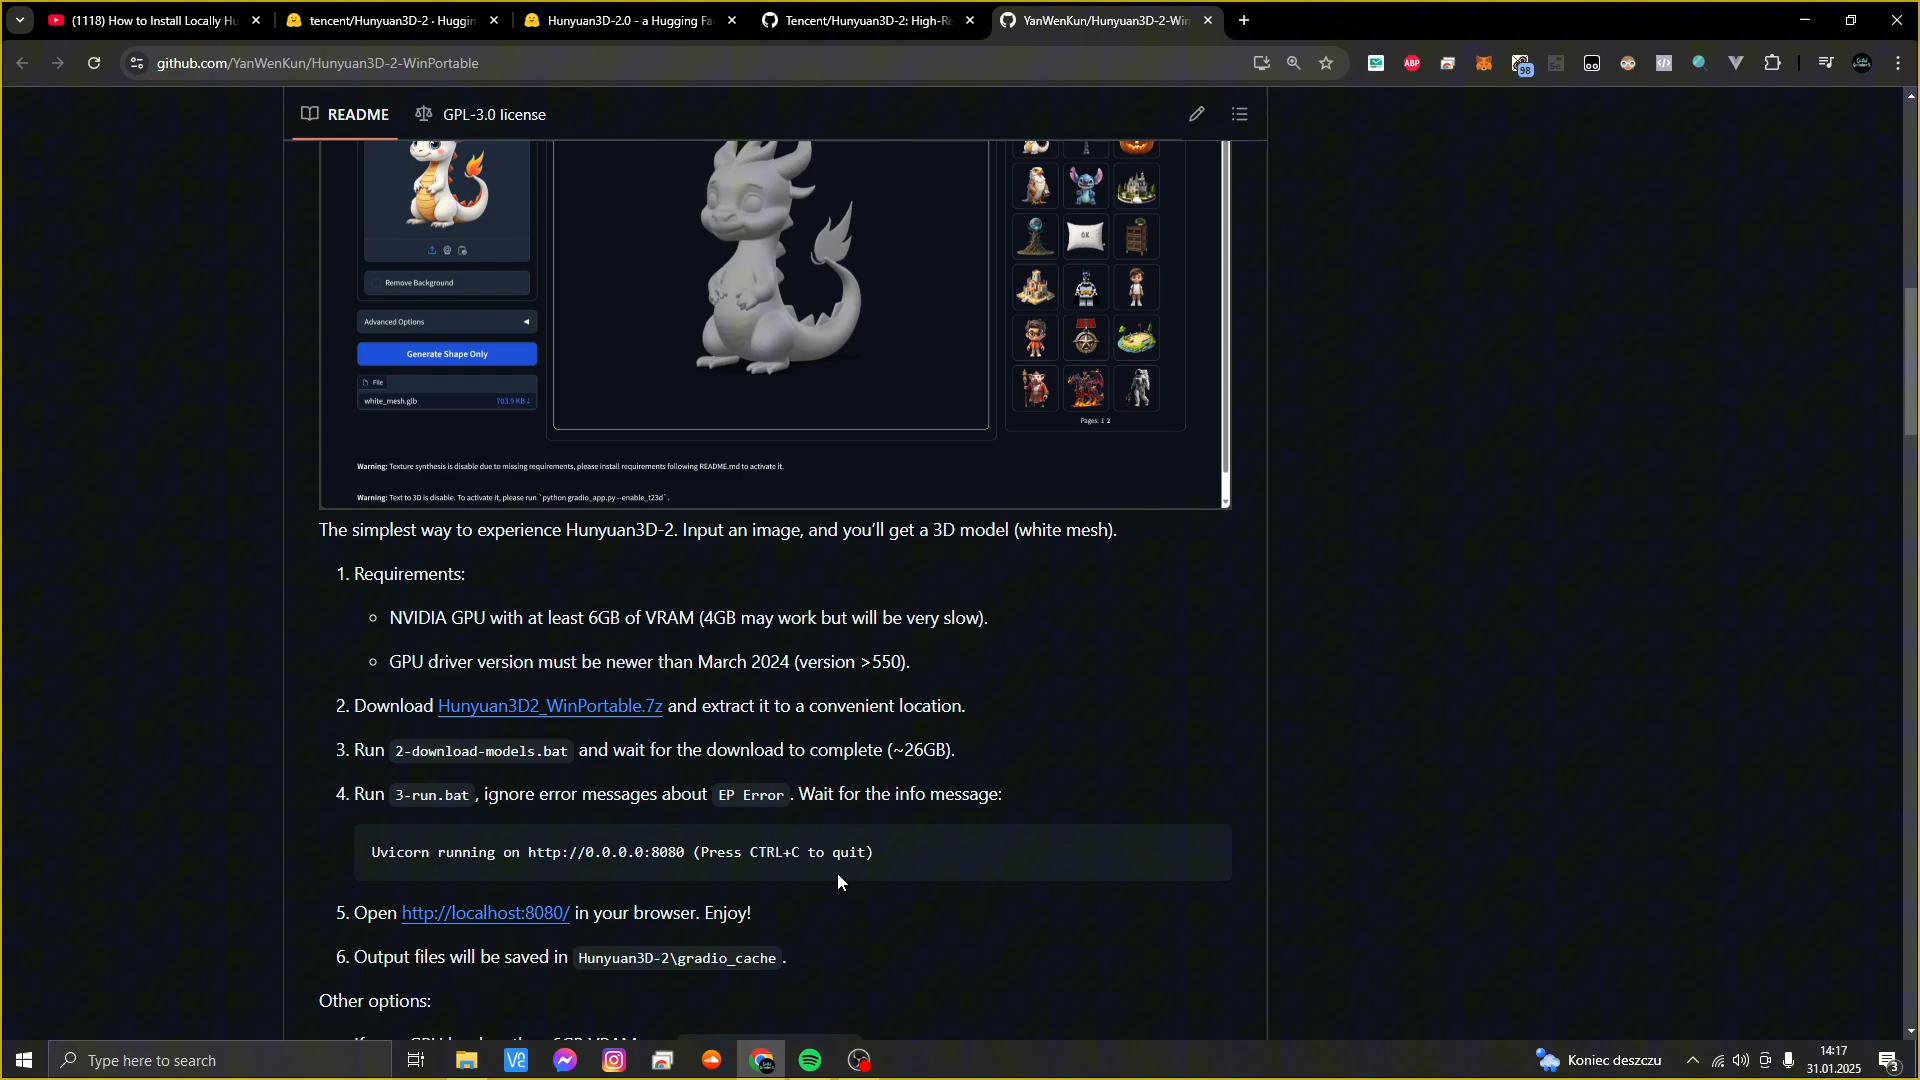 (1118) How to Install Locally Hu
tencent/Hunyuan3D-2 · Huggin
Hunyuan3D-2.0 - a Hugging Fa
Tencent/Hunyuan3D-2: High-Re
YanWenKun/Hunyuan3D-2-Win
github.com/YanWenKun/Hunyuan3D-2-WinPortable
ABP
98
README
GPL-3.0 license
OK
Remove Background
Advanced Options
Generate Shape Only
File
white_mesh.glb
703.9 KB ↓
Pages: 1 2
Warning: Texture synthesis is disable due to missing requirements, please install requirements following README.md to activate it.
Warning: Text to 3D is disable. To activate it, please run `python gradio_app.py --enable_t23d`.
The simplest way to experience Hunyuan3D-2. Input an image, and you'll get a 3D model (white mesh).
1. Requirements:
NVIDIA GPU with at least 6GB of VRAM (4GB may work but will be very slow).
GPU driver version must be newer than March 2024 (version >550).
2. Download Hunyuan3D2_WinPortable.7z and extract it to a convenient location.
3. Run 2-download-models.bat and wait for the download to complete (~26GB).
4. Run 3-run.bat , ignore error messages about EP Error . Wait for the info message:
Uvicorn running on http://0.0.0.0:8080 (Press CTRL+C to quit)
5. Open http://localhost:8080/ in your browser. Enjoy!
6. Output files will be saved in Hunyuan3D-2\gradio_cache .
Other options:
Type here to search
Koniec deszczu
14:17
31.01.2025
3